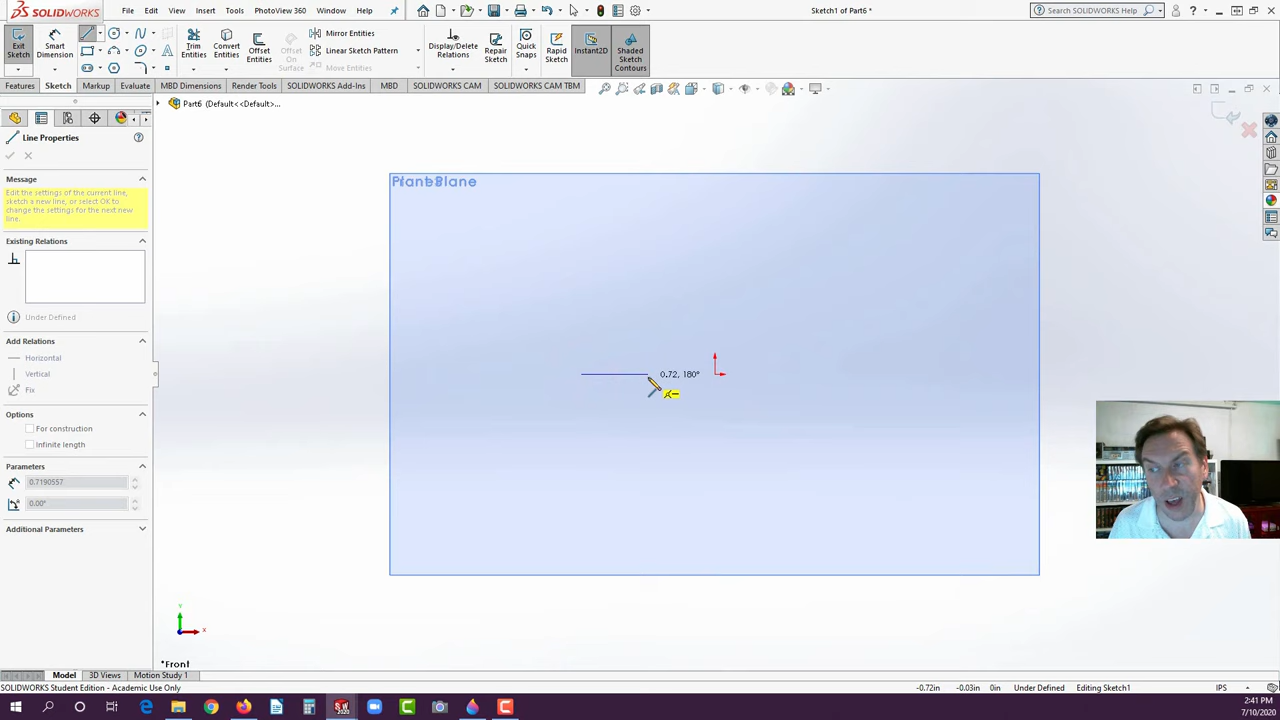 SOLIDWORKS File Edit View Insert Tools PhotoView 360 Window Help Sketch1 of Part6 * Search SOLIDWORKS Help
Exit Sketch
Smart Dimension
Trim Entities
Convert Entities
Offset Entities
Offset On Surface
Mirror Entities
Linear Sketch Pattern
Move Entities
Display/Delete Relations
Repair Sketch
Quick Snaps
Rapid Sketch
Instant2D
Shaded Sketch Contours
Features Sketch Markup Evaluate MBD Dimensions Render Tools SOLIDWORKS Add-Ins MBD SOLIDWORKS CAM SOLIDWORKS CAM TBM
Part6 (Default<<Default>...
Line Properties
Message
Edit the settings of the current line,
sketch a new line, or select OK to
change the settings for the next new
line.
Existing Relations
Under Defined
Add Relations
Horizontal
Vertical
Fix
Options
For construction
Infinite length
Parameters
0.7190557
0.00°
Additional Parameters
Plane
0.72, 180°
Y
X
*Front
Model 3D Views Motion Study 1
SOLIDWORKS Student Edition - Academic Use Only -0.72in -0.03in 0in Under Defined Editing Sketch1 IPS
2:41 PM
7/10/2020